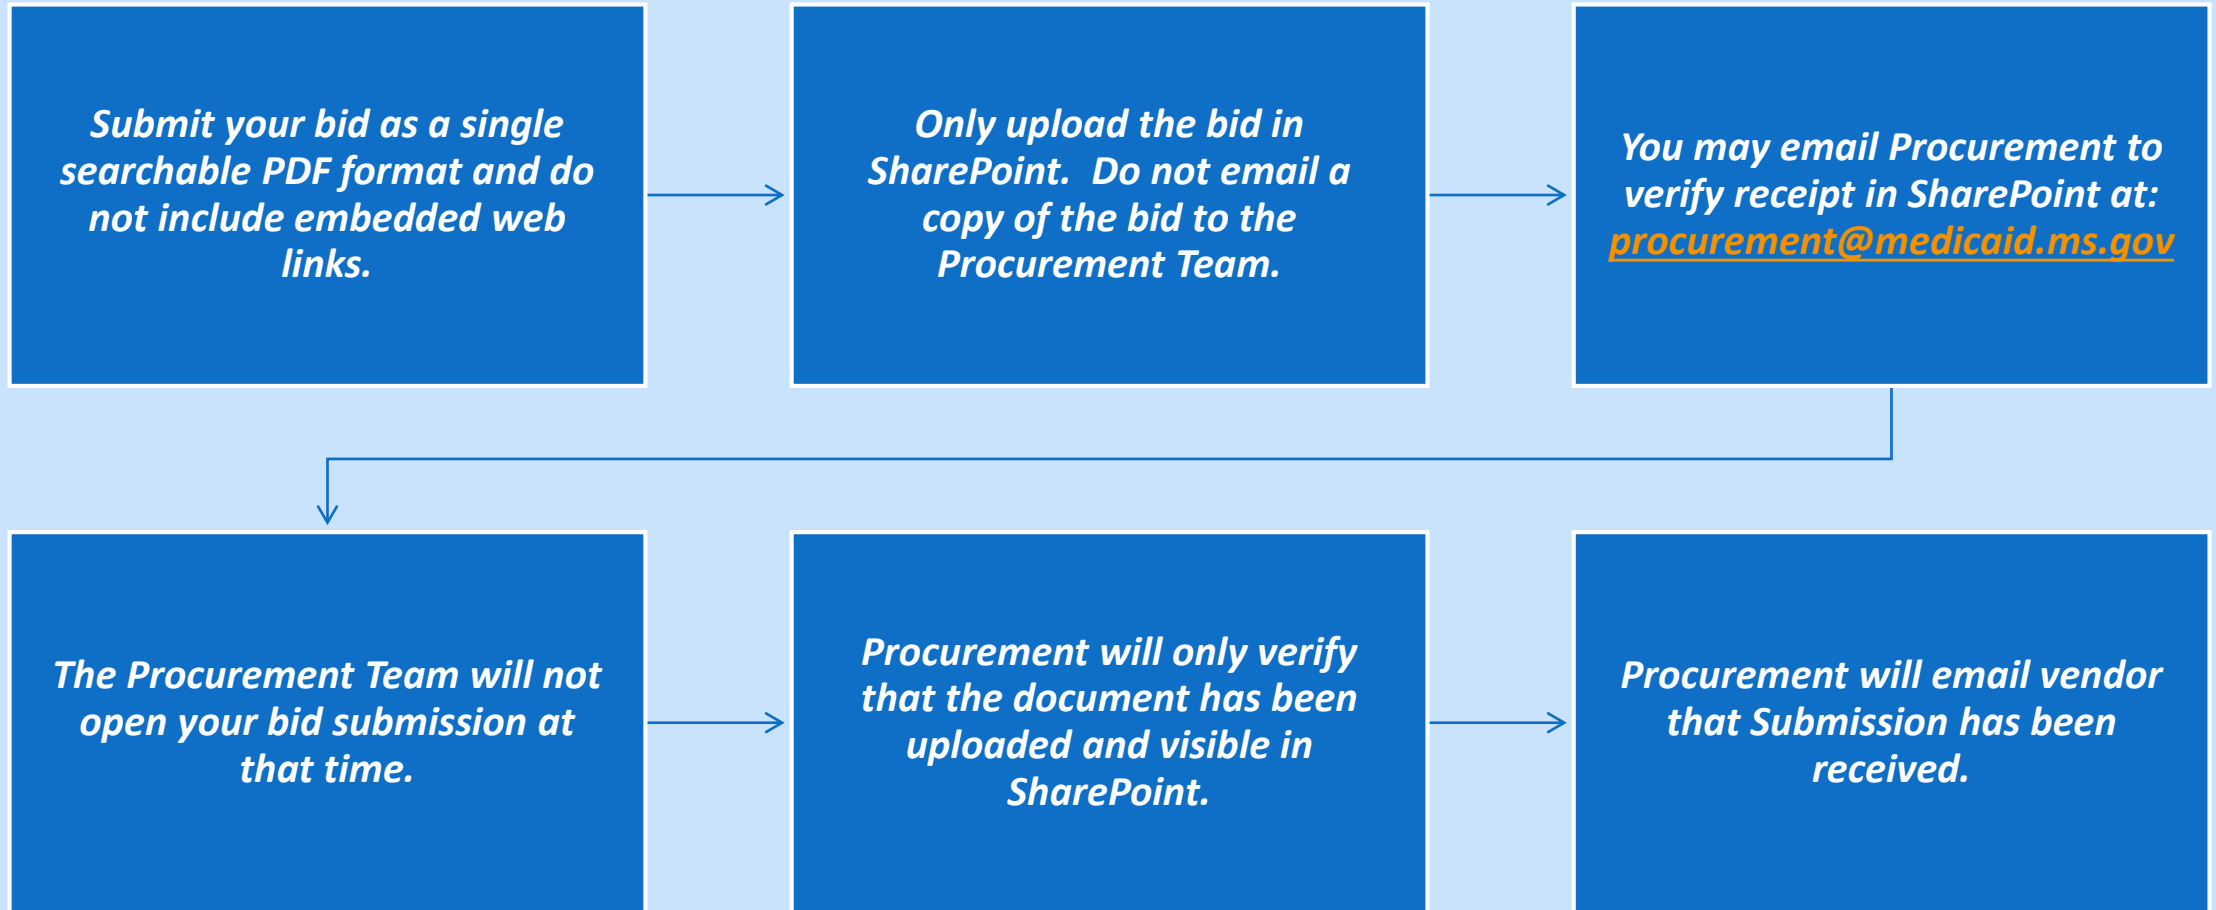 Submit your bid as a single
searchable PDF format and do
not include embedded web
links.
Only upload the bid in
SharePoint.  Do not email a
copy of the bid to the
Procurement Team.
You may email Procurement to
verify receipt in SharePoint at:
procurement@medicaid.ms.gov
The Procurement Team will not
open your bid submission at
that time.
Procurement will only verify
that the document has been
uploaded and visible in
SharePoint.
Procurement will email vendor
that Submission has been
received.